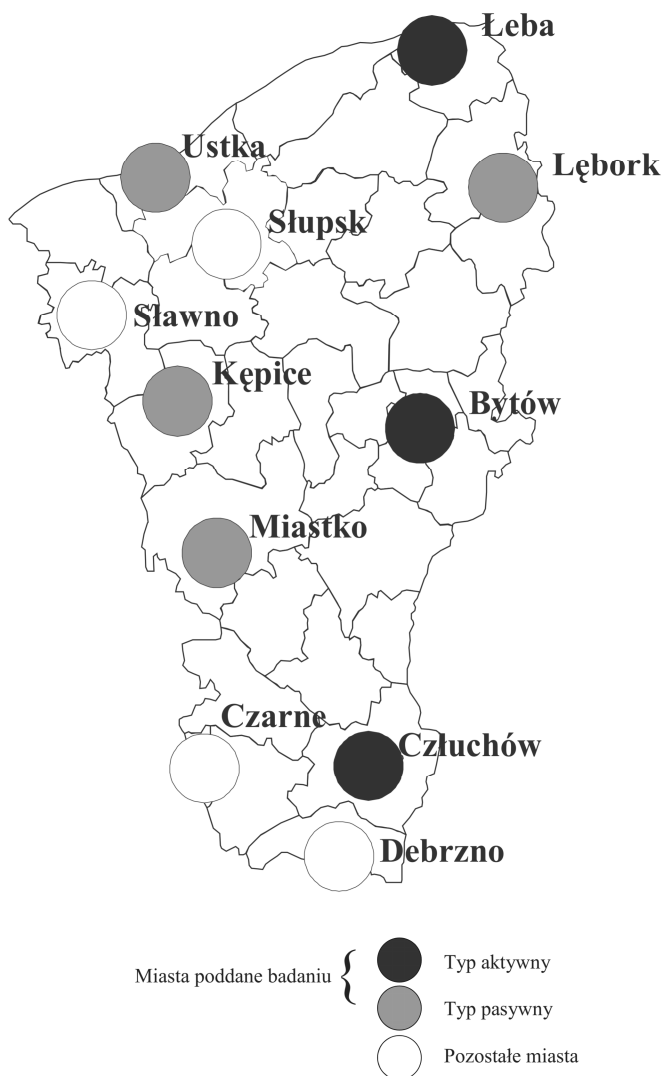 Łeba
Ustka
Lębork
Słupsk
Sławno
Kępice
Bytów
Miastko
Czarne
Człuchów
Debrzno
Miasta poddane badaniu {
Typ aktywny
Typ pasywny
Pozostałe miasta